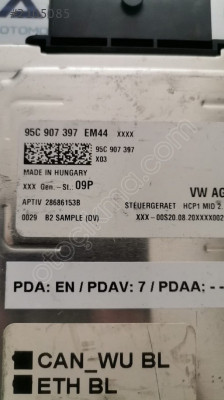 95C 907 397 EM44 xxxx
95C 907 397
X03
MADE IN HUNGARY
XXX Gen.-St.: 09P
VW AG
APTIV 28686153B
STEUERGERAET HCP1 MID 2.
0029 B2 SAMPLE (OV)
XXX-00S20.08.20XXXX002
PDA: EN / PDAV: 7 / PDAA: --
CAN_WU BL
ETH BL